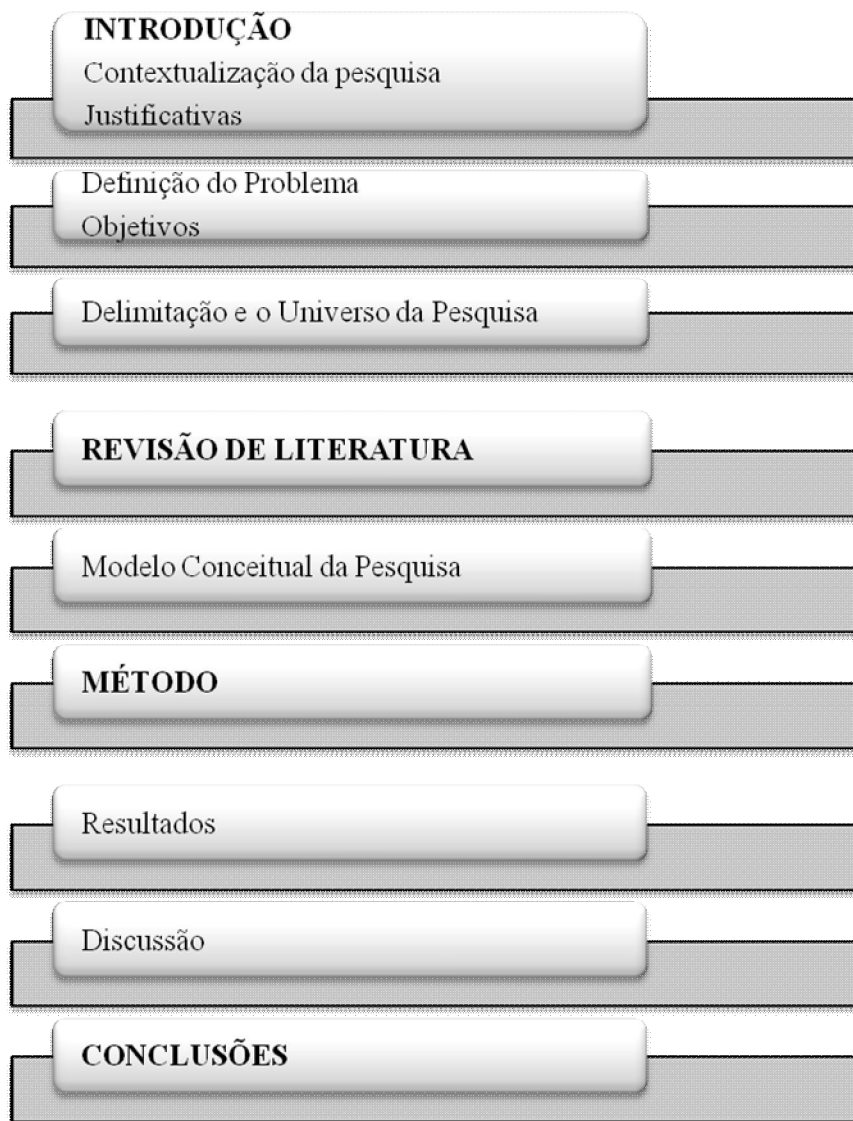 INTRODUÇÃO
Contextualização da pesquisa
Justificativas
Definição do Problema
Objetivos
Delimitação e o Universo da Pesquisa
REVISÃO DE LITERATURA
Modelo Conceitual da Pesquisa
MÉTODO
Resultados
Discussão
CONCLUSÕES